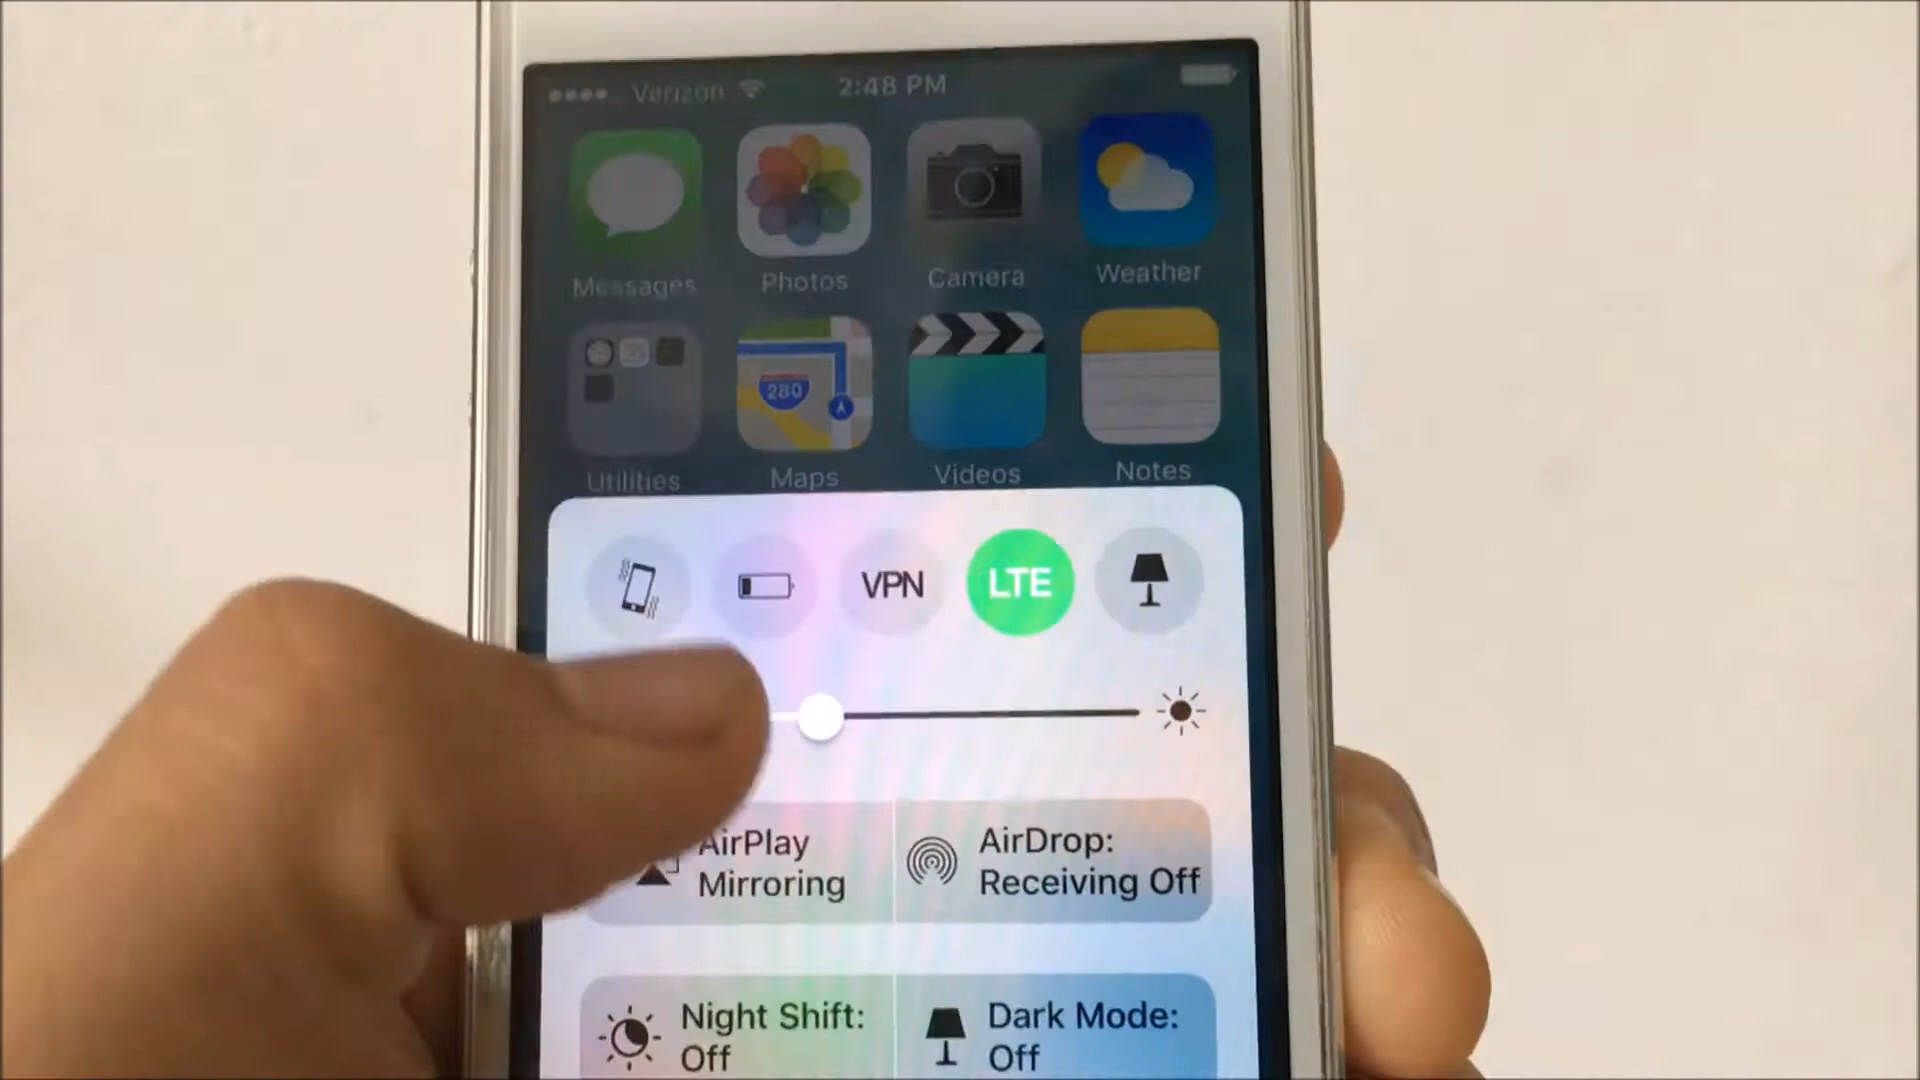 Verizon 2:48 PM
Messages Photos Camera Weather
280
Utilities Maps Videos Notes
VPN LTE
AirPlay
Mirroring
AirDrop:
Receiving Off
Night Shift:
Off
Dark Mode:
Off